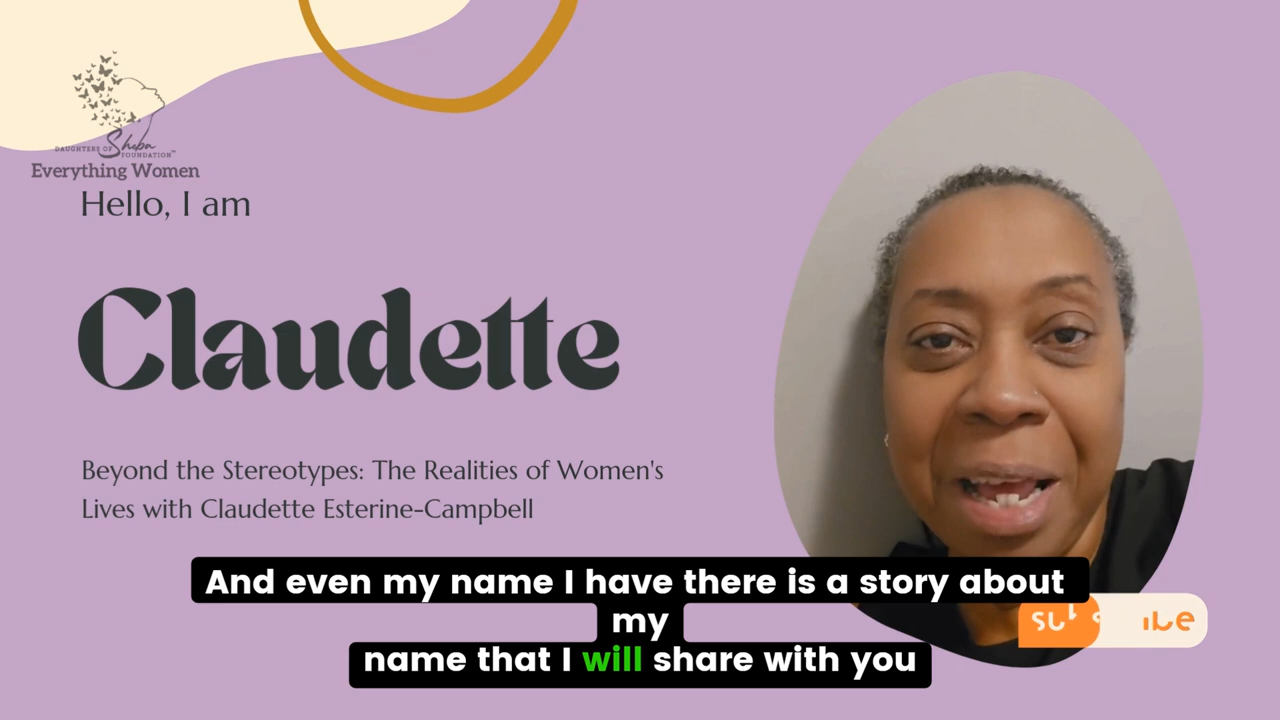 DAUGHTERS OF Sheba FOUNDATION™
Everything Women
Hello, I am
Claudette
Beyond the Stereotypes: The Realities of Women's
Lives with Claudette Esterine-Campbell
And even my name I have there is a story about
my
name that I will share with you